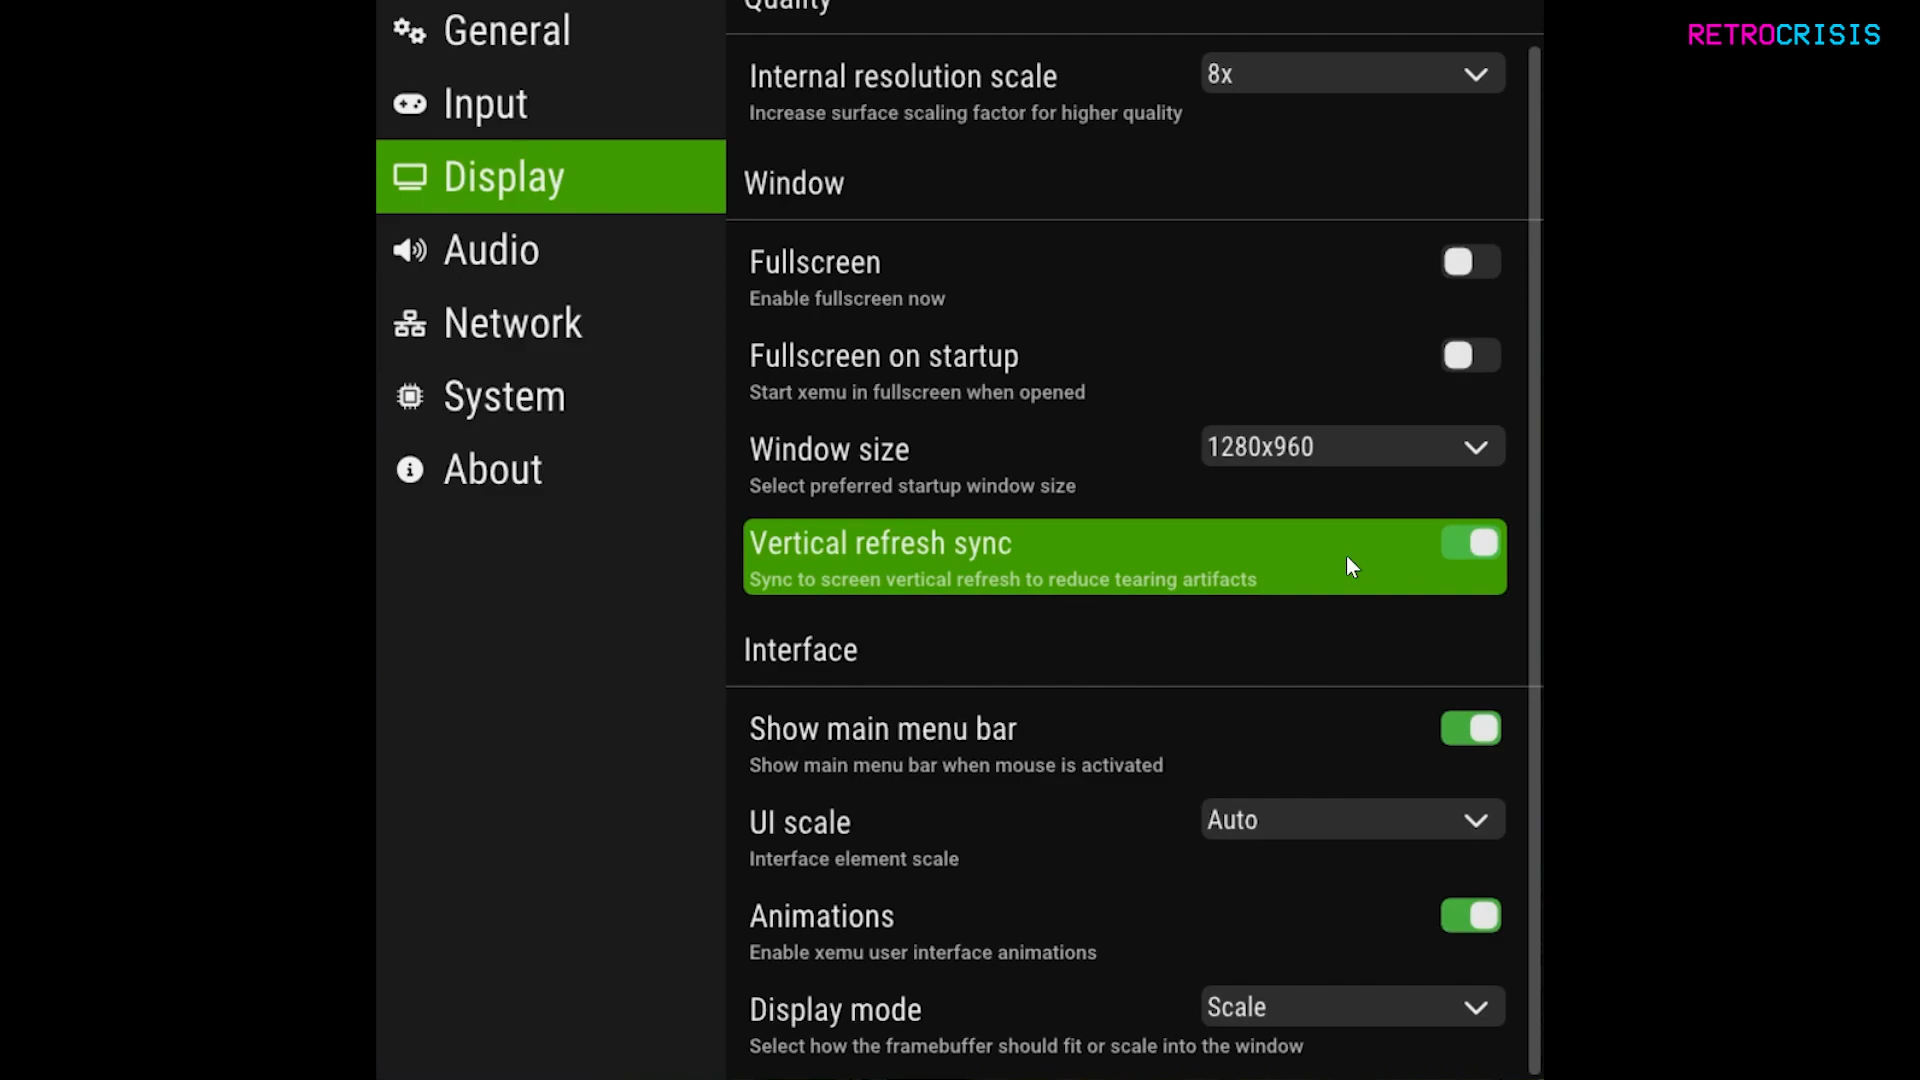 General
Input
Display
Audio
Network
System
About
Quality
Internal resolution scale
8x
Increase surface scaling factor for higher quality
Window
Fullscreen
Enable fullscreen now
Fullscreen on startup
Start xemu in fullscreen when opened
Window size
1280x960
Select preferred startup window size
Vertical refresh sync
Sync to screen vertical refresh to reduce tearing artifacts
Interface
Show main menu bar
Show main menu bar when mouse is activated
UI scale
Auto
Interface element scale
Animations
Enable xemu user interface animations
Display mode
Scale
Select how the framebuffer should fit or scale into the window
RETROCRISIS